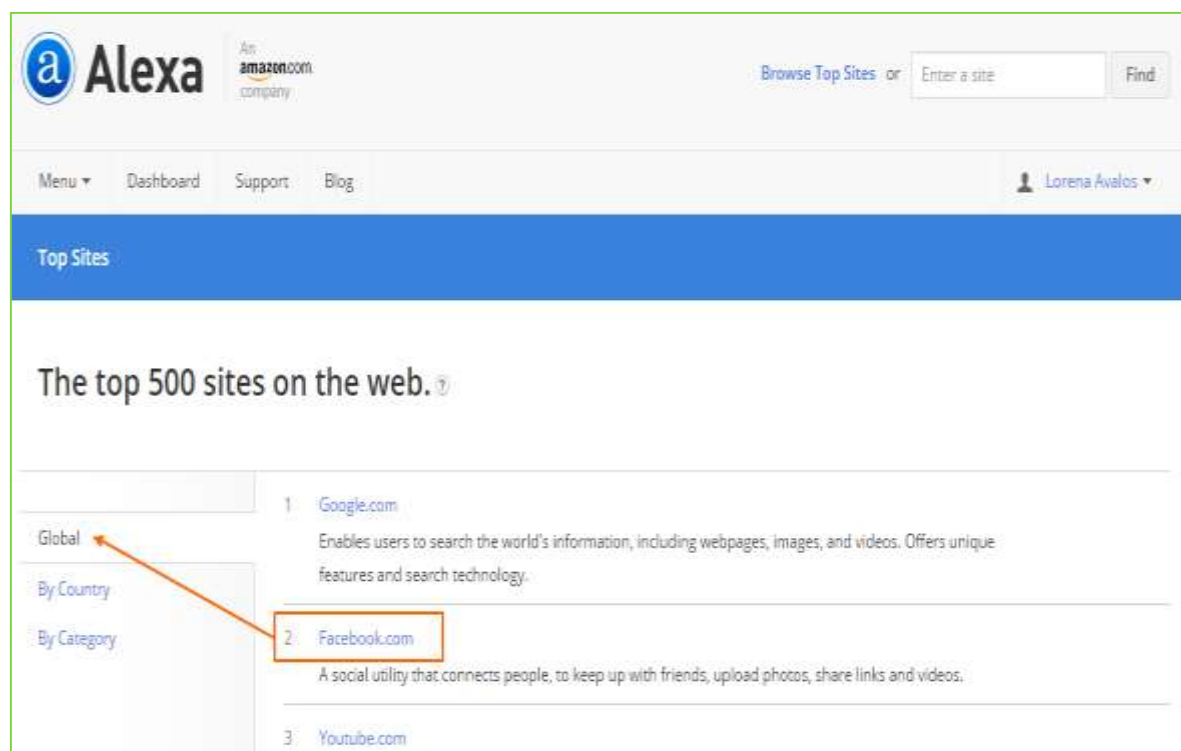 a Alexa
An
amazon.com
company
Browse Top Sites or Enter a site Find
Menu Dashboard Support Blog Lorena Avalos
Top Sites
The top 500 sites on the web. ?
1 Google.com
Global
Enables users to search the world's information, including webpages, images, and videos. Offers unique
features and search technology.
By Country
By Category
2 Facebook.com
A social utility that connects people, to keep up with friends, upload photos, share links and videos.
3 Youtube.com